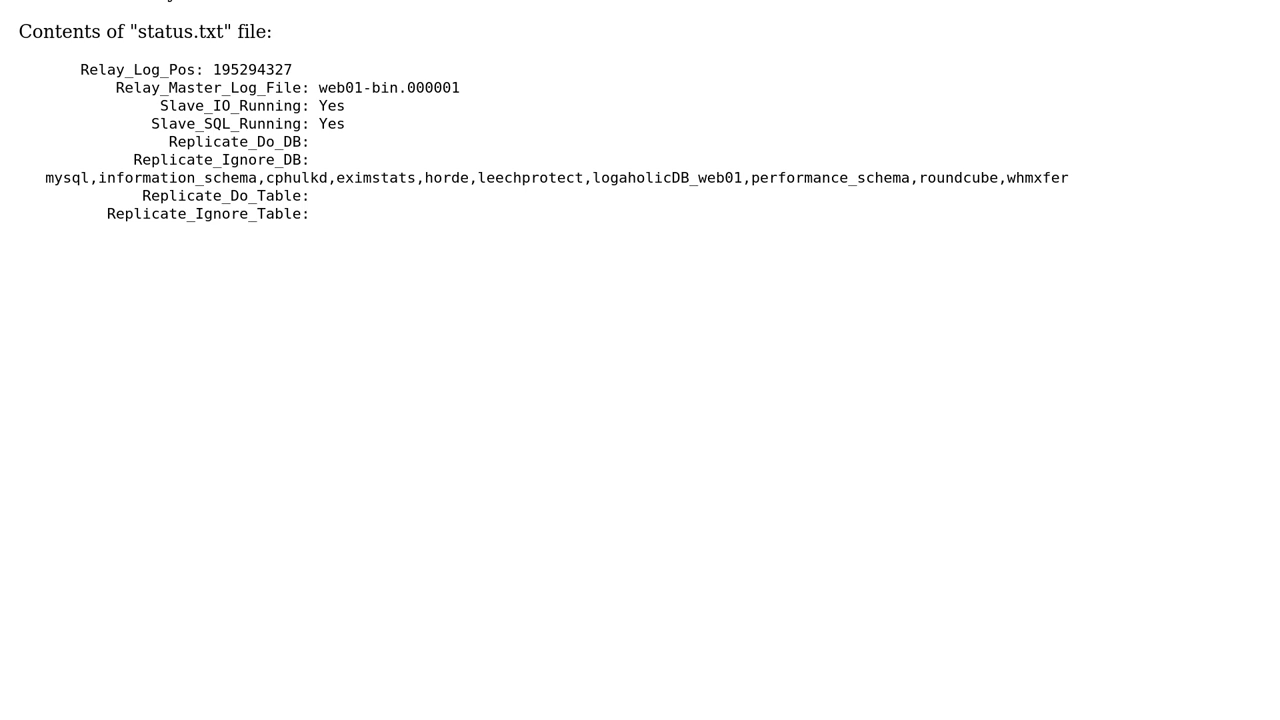 Contents of "status.txt" file:
Relay_Log_Pos: 195294327
Relay_Master_Log_File: web01-bin.000001
Slave_IO_Running: Yes
Slave_SQL_Running: Yes
Replicate_Do_DB:
Replicate_Ignore_DB:
mysql,information_schema,cphulkd,eximstats,horde,leechprotect,logaholicDB_web01,performance_schema,roundcube,whmxfer
Replicate_Do_Table:
Replicate_Ignore_Table: